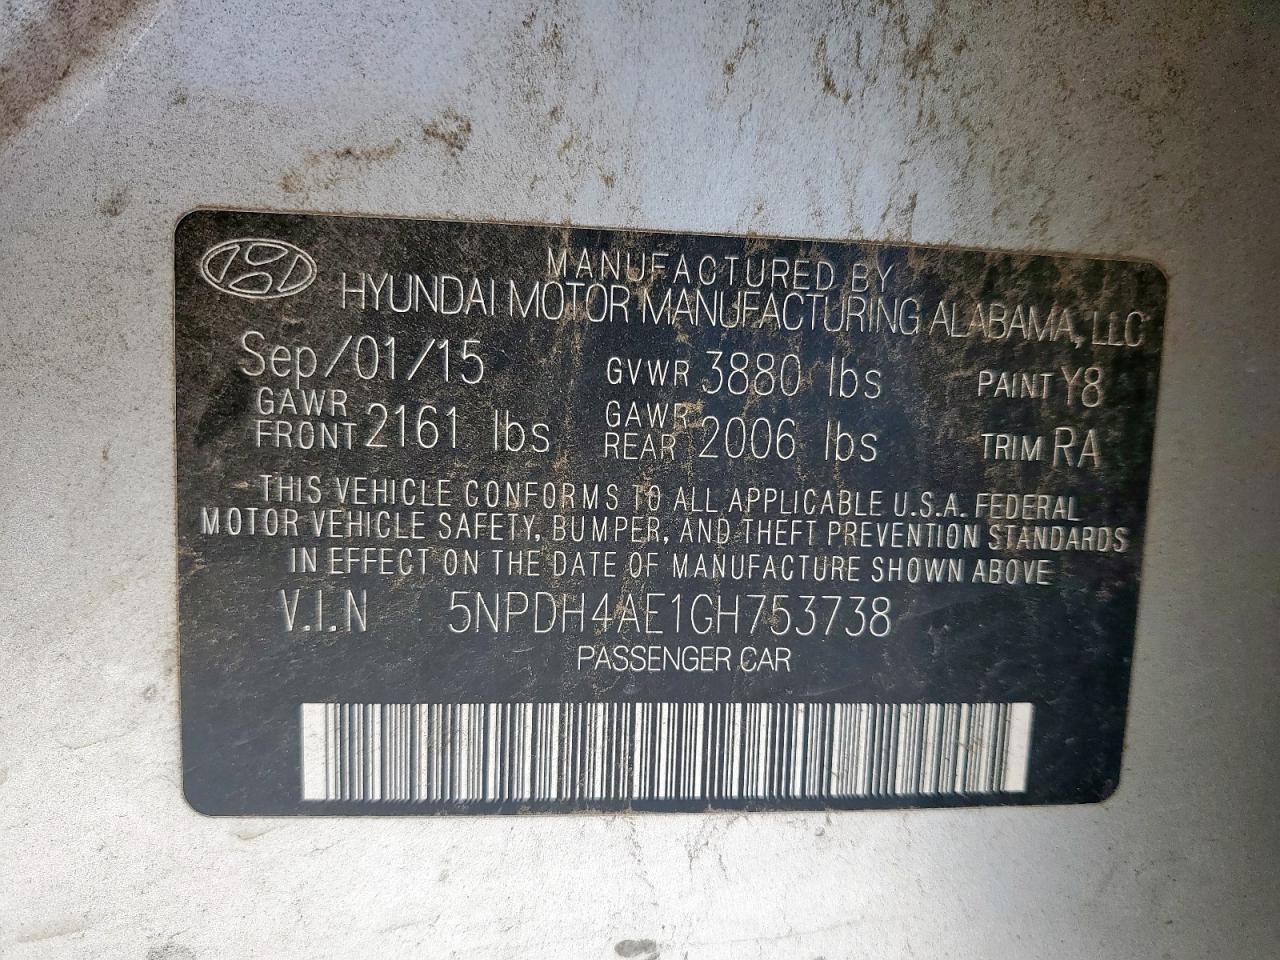 MANUFACTURED BY
HYUNDAI MOTOR MANUFACTURING ALABAMA, LLC
Sep/01/15 GVWR 3880 lbs PAINT Y8
GAWR FRONT 2161 lbs GAWR REAR 2006 lbs TRIM RA
THIS VEHICLE CONFORMS TO ALL APPLICABLE U.S.A. FEDERAL
MOTOR VEHICLE SAFETY, BUMPER, AND THEFT PREVENTION STANDARDS
IN EFFECT ON THE DATE OF MANUFACTURE SHOWN ABOVE
V.I.N 5NPDH4AE1GH753738
PASSENGER CAR